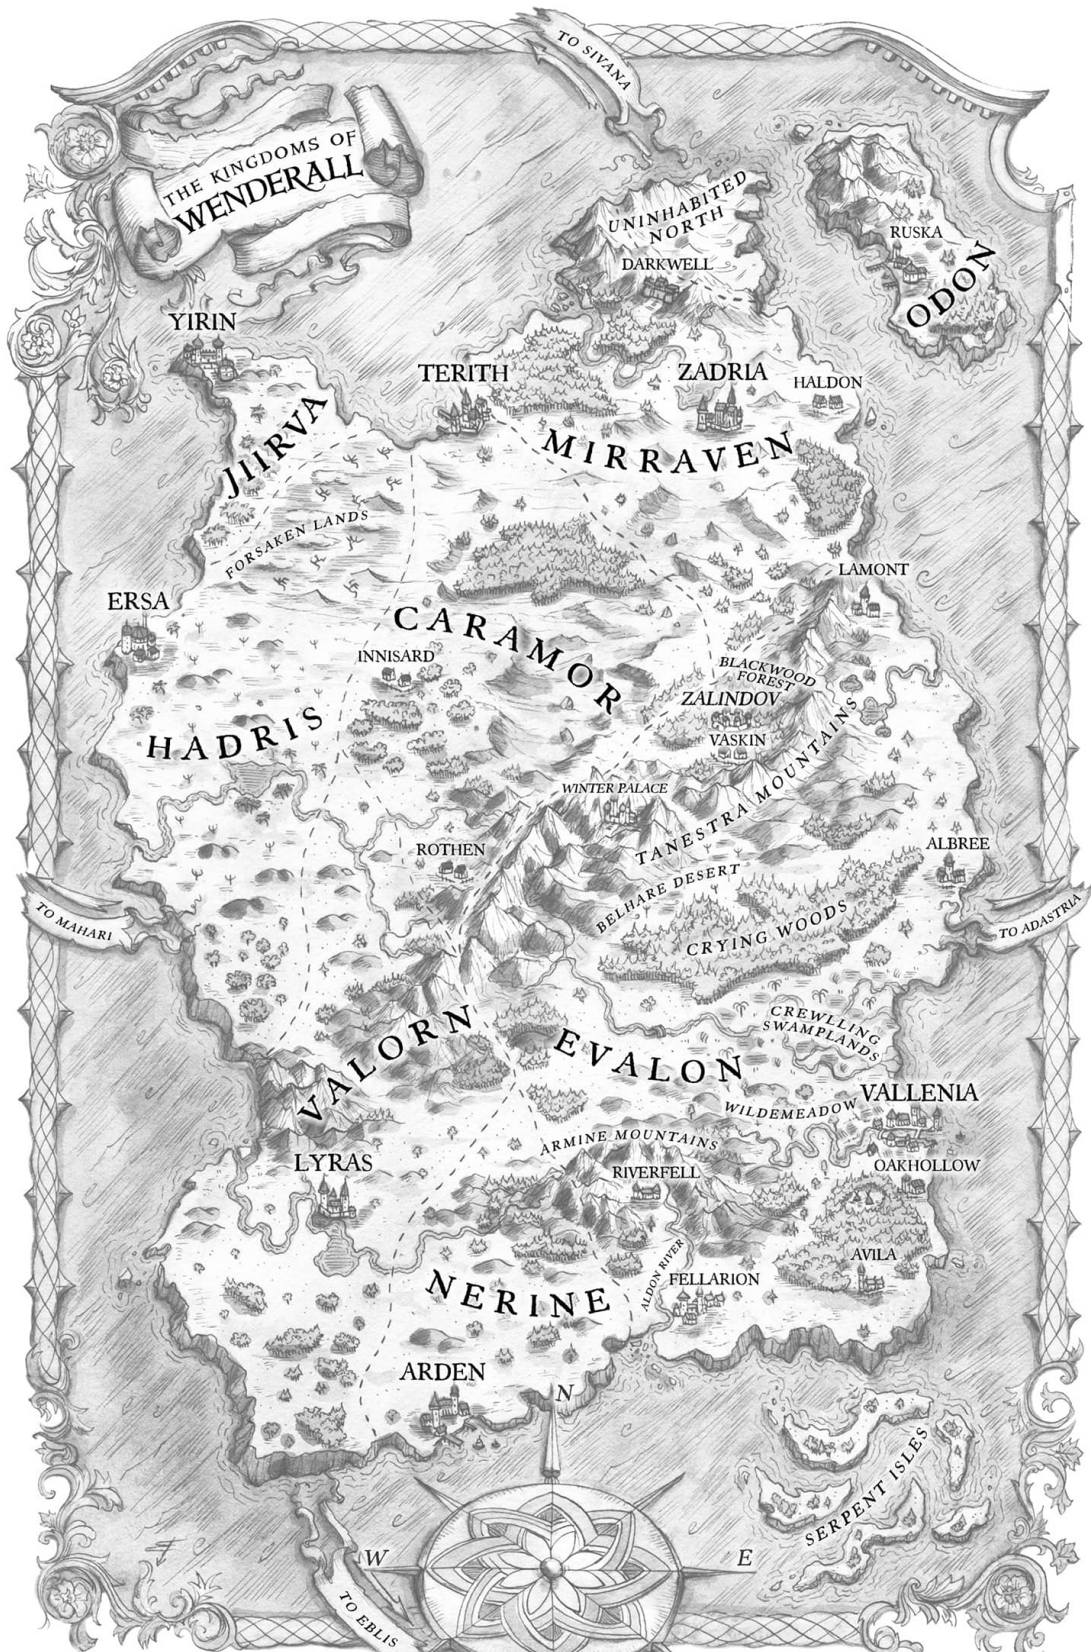 TO SIVANA
THE KINGDOMS OF
WENDERALL
UNINHABITED
NORTH
DARKWELL
RUSKA
ODON
YIRIN
TERITH
ZADRIA
HALDON
JIIRVA
MIRRAVEN
FORSAKEN LANDS
LAMONT
ERSA
CARAMOR
INNISARD
BLACKWOOD
FOREST
ZALINDOV
VASKIN
HADRIS
WINTER PALACE
TANESTRA MOUNTAINS
ROTHEN
ALBREE
BELHARE DESERT
CRYING WOODS
TO MAHARI
TO ADASTRIA
VALORN
EVALON
CREWLLING
SWAMPLANDS
VALLENIA
WILDEMEADOW
ARMINE MOUNTAINS
LYRAS
RIVERFELL
OAKHOLLOW
AVILA
ALDON RIVER
FELLARION
NERINE
ARDEN
N
SERPENT ISLES
W
E
TO EBLIS